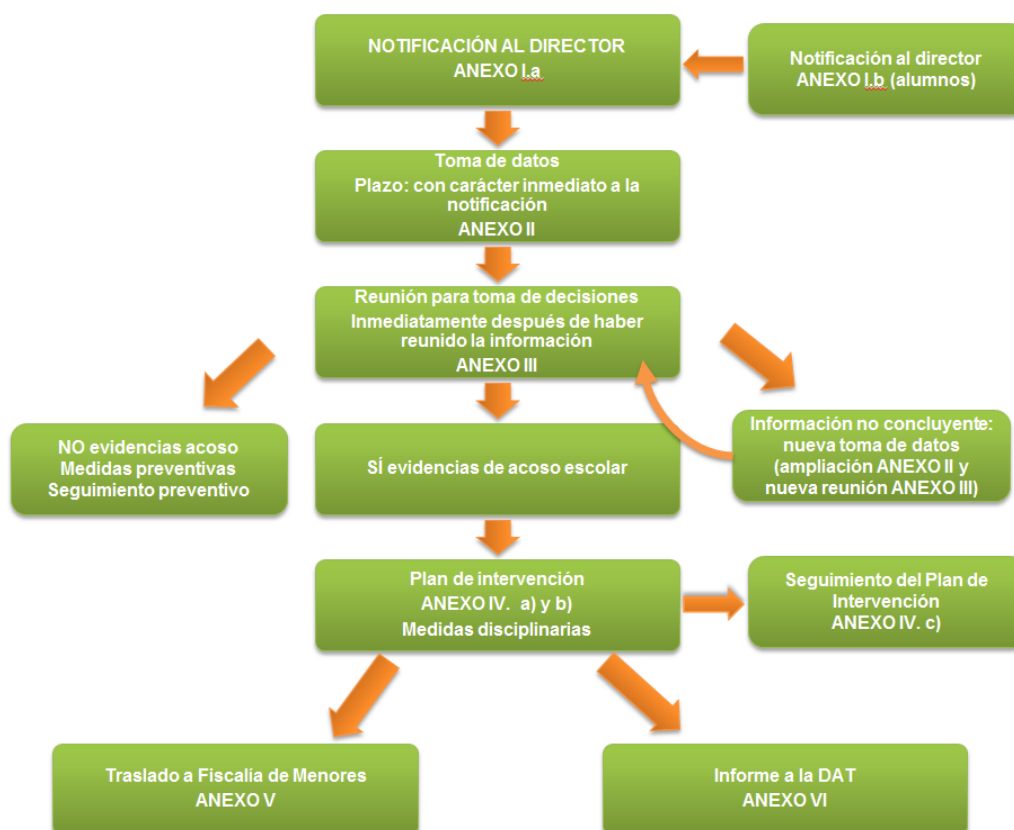 NOTIFICACIÓN AL DIRECTOR
ANEXO I.a
Notificación al director
ANEXO I.b (alumnos)
Toma de datos
Plazo: con carácter inmediato a la
notificación
ANEXO II
Reunión para toma de decisiones
Inmediatamente después de haber
reunido la información
ANEXO III
NO evidencias acoso
Medidas preventivas
Seguimiento preventivo
SÍ evidencias de acoso escolar
Información no concluyente:
nueva toma de datos
(ampliación ANEXO II y
nueva reunión ANEXO III)
Plan de intervención
ANEXO IV. a) y b)
Medidas disciplinarias
Seguimiento del Plan de
Intervención
ANEXO IV. c)
Traslado a Fiscalía de Menores
ANEXO V
Informe a la DAT
ANEXO VI